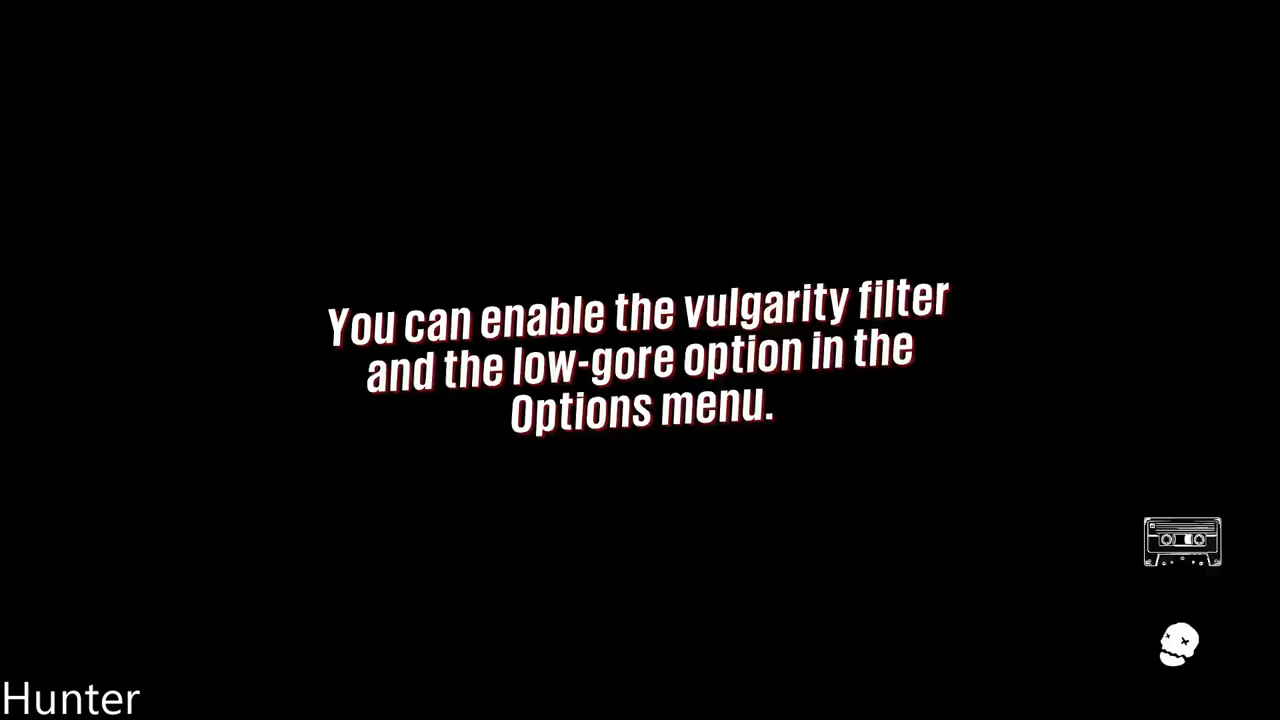 You can enable the vulgarity filter
and the low-gore option in the
Options menu.
Hunter